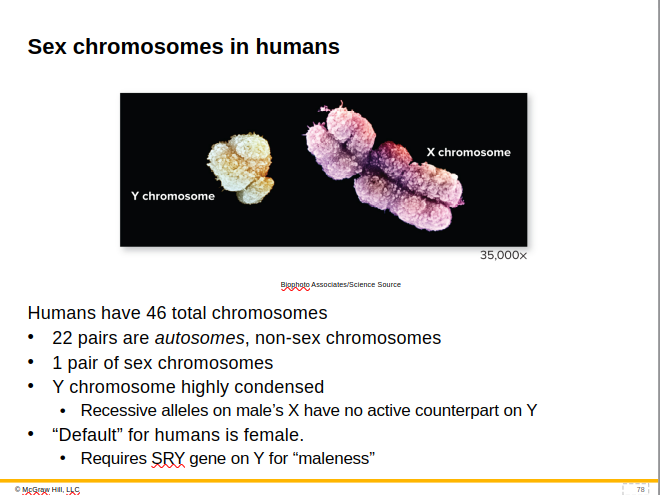 Sex chromosomes in humans
Y chromosome
X chromosome
35,000x
Biophoto Associates/Science Source
Humans have 46 total chromosomes
• 22 pairs are autosomes, non-sex chromosomes
• 1 pair of sex chromosomes
• Y chromosome highly condensed
• Recessive alleles on male’s X have no active counterpart on Y
• “Default” for humans is female.
• Requires SRY gene on Y for “maleness”
© McGraw Hill, LLC
78